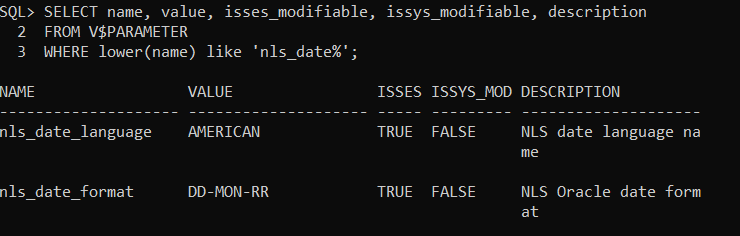 SQL> SELECT name, value, isses_modifiable, issys_modifiable, description
2 FROM V$PARAMETER
3 WHERE lower(name) like 'nls_date%';
NAME VALUE ISSES ISSYS_MOD DESCRIPTION
-------------------- -------------------- ----- --------- --------------------
nls_date_language AMERICAN TRUE FALSE NLS date language na
me
nls_date_format DD-MON-RR TRUE FALSE NLS Oracle date form
at